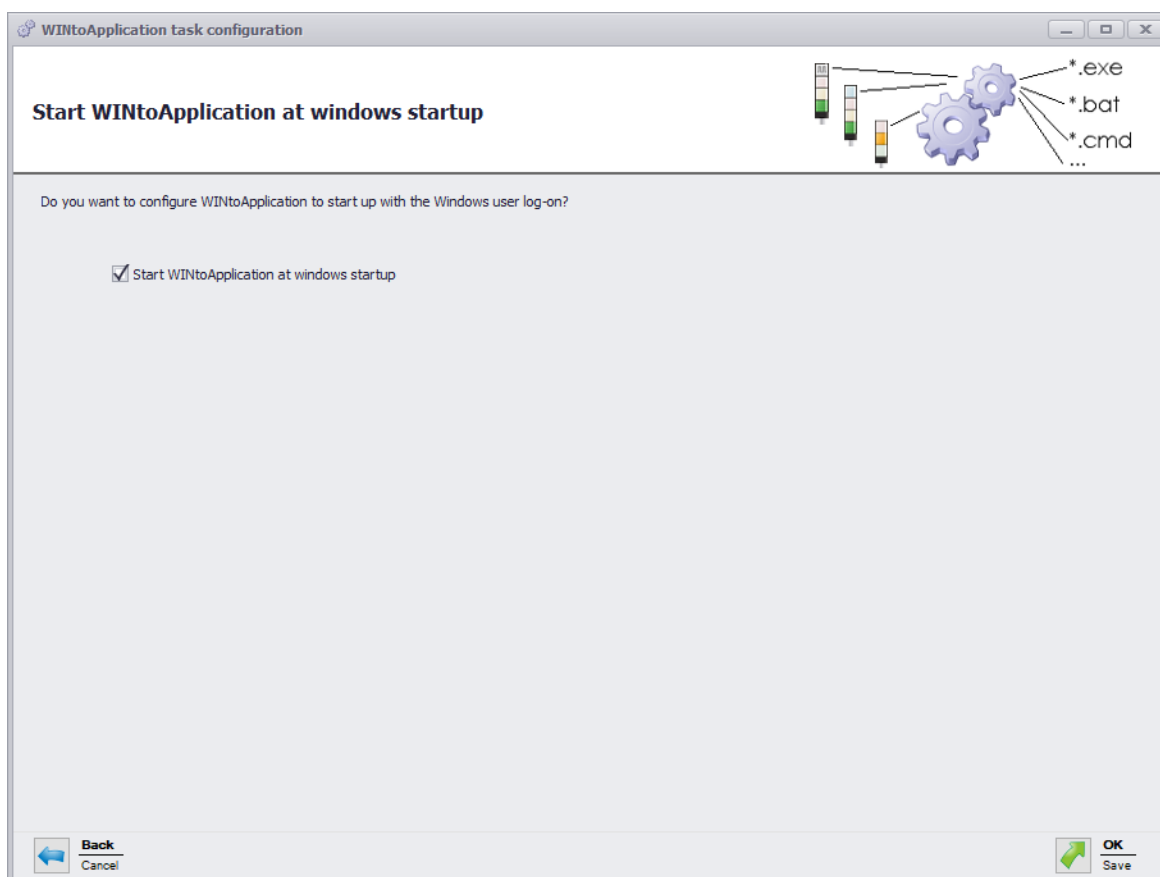 WINtoApplication task configuration
Start WINtoApplication at windows startup
*.exe
*.bat
*.cmd
...
Do you want to configure WINtoApplication to start up with the Windows user log-on?
Start WINtoApplication at windows startup
Back
Cancel
OK
Save